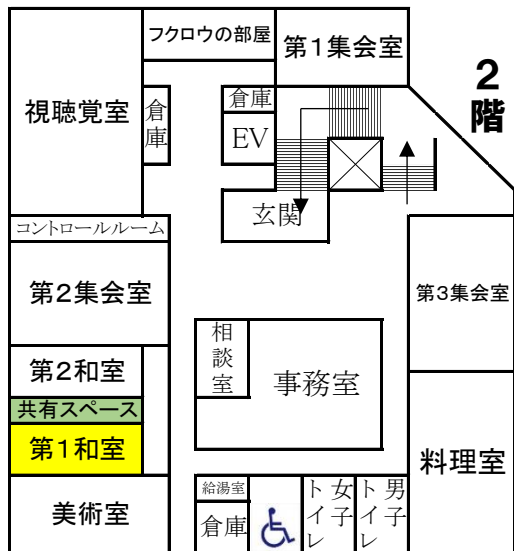 フクロウの部屋
第1集会室
2階
視聴覚室
倉庫
倉庫
EV
玄関
コントロールルーム
第2集会室
第3集会室
相談室
事務室
第2和室
共有スペース
第1和室
料理室
美術室
給湯室
倉庫
女子トイレ
男子トイレ